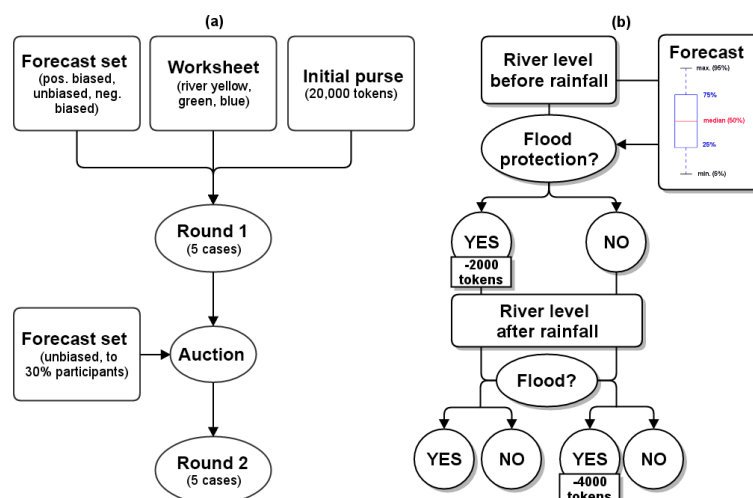 (a)
Forecast set
(pos. biased,
unbiased, neg.
biased)
Worksheet
(river yellow,
green, blue)
Initial purse
(20,000 tokens)
Round 1
(5 cases)
Forecast set
(unbiased, to
30% participants)
Auction
Round 2
(5 cases)
(b)
River level
before rainfall
Forecast
max. (95%)
75%
median (50%)
25%
min. (5%)
Flood
protection?
YES
-2000
tokens
NO
River level
after rainfall
Flood?
YES
NO
YES
-4000
tokens
NO